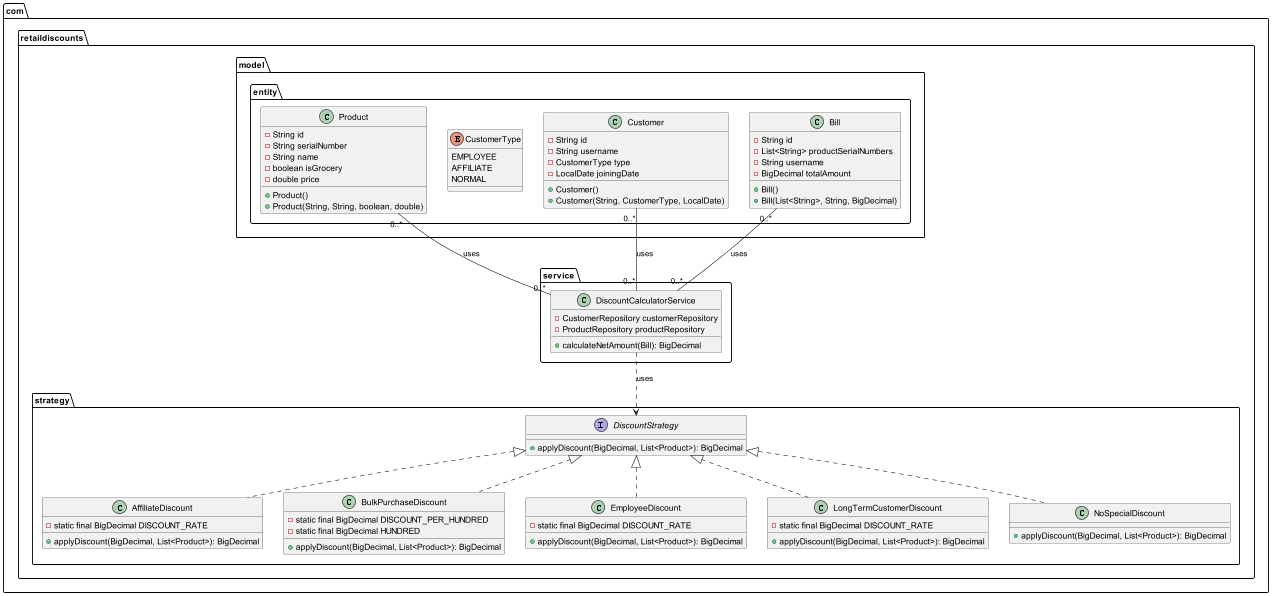 com
retaildiscounts
model
entity
C Product
String id
String serialNumber
String name
boolean isGrocery
double price
Product()
Product(String, String, boolean, double)
E CustomerType
EMPLOYEE
AFFILIATE
NORMAL
C Customer
String id
String username
CustomerType type
LocalDate joiningDate
Customer()
Customer(String, CustomerType, LocalDate)
C Bill
String id
List<String> productSerialNumbers
String username
BigDecimal totalAmount
Bill()
Bill(List<String>, String, BigDecimal)
0..*
0..*
0..*
uses
uses
uses
0..*
0..*
0..*
service
C DiscountCalculatorService
CustomerRepository customerRepository
ProductRepository productRepository
calculateNetAmount(Bill): BigDecimal
uses
strategy
I DiscountStrategy
applyDiscount(BigDecimal, List<Product>): BigDecimal
C AffiliateDiscount
static final BigDecimal DISCOUNT_RATE
applyDiscount(BigDecimal, List<Product>): BigDecimal
C BulkPurchaseDiscount
static final BigDecimal DISCOUNT_PER_HUNDRED
static final BigDecimal HUNDRED
applyDiscount(BigDecimal, List<Product>): BigDecimal
C EmployeeDiscount
static final BigDecimal DISCOUNT_RATE
applyDiscount(BigDecimal, List<Product>): BigDecimal
C LongTermCustomerDiscount
static final BigDecimal DISCOUNT_RATE
applyDiscount(BigDecimal, List<Product>): BigDecimal
C NoSpecialDiscount
applyDiscount(BigDecimal, List<Product>): BigDecimal